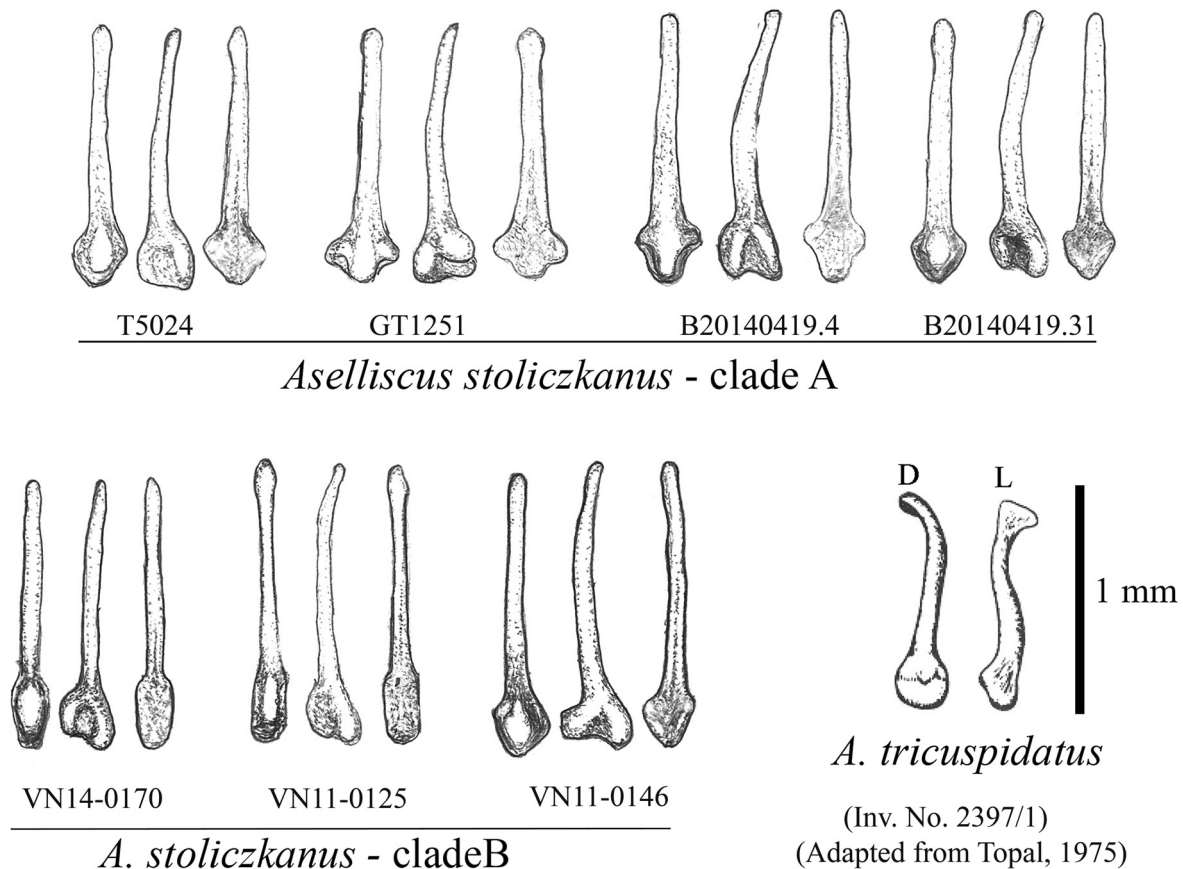 T5024 GT1251 B20140419.4 B20140419.31
Aselliscus stoliczkanus - clade A
D L
1 mm
VN14-0170 VN11-0125 VN11-0146
A. stoliczkanus - cladeB
A. tricuspidatus
(Inv. No. 2397/1)
(Adapted from Topal, 1975)